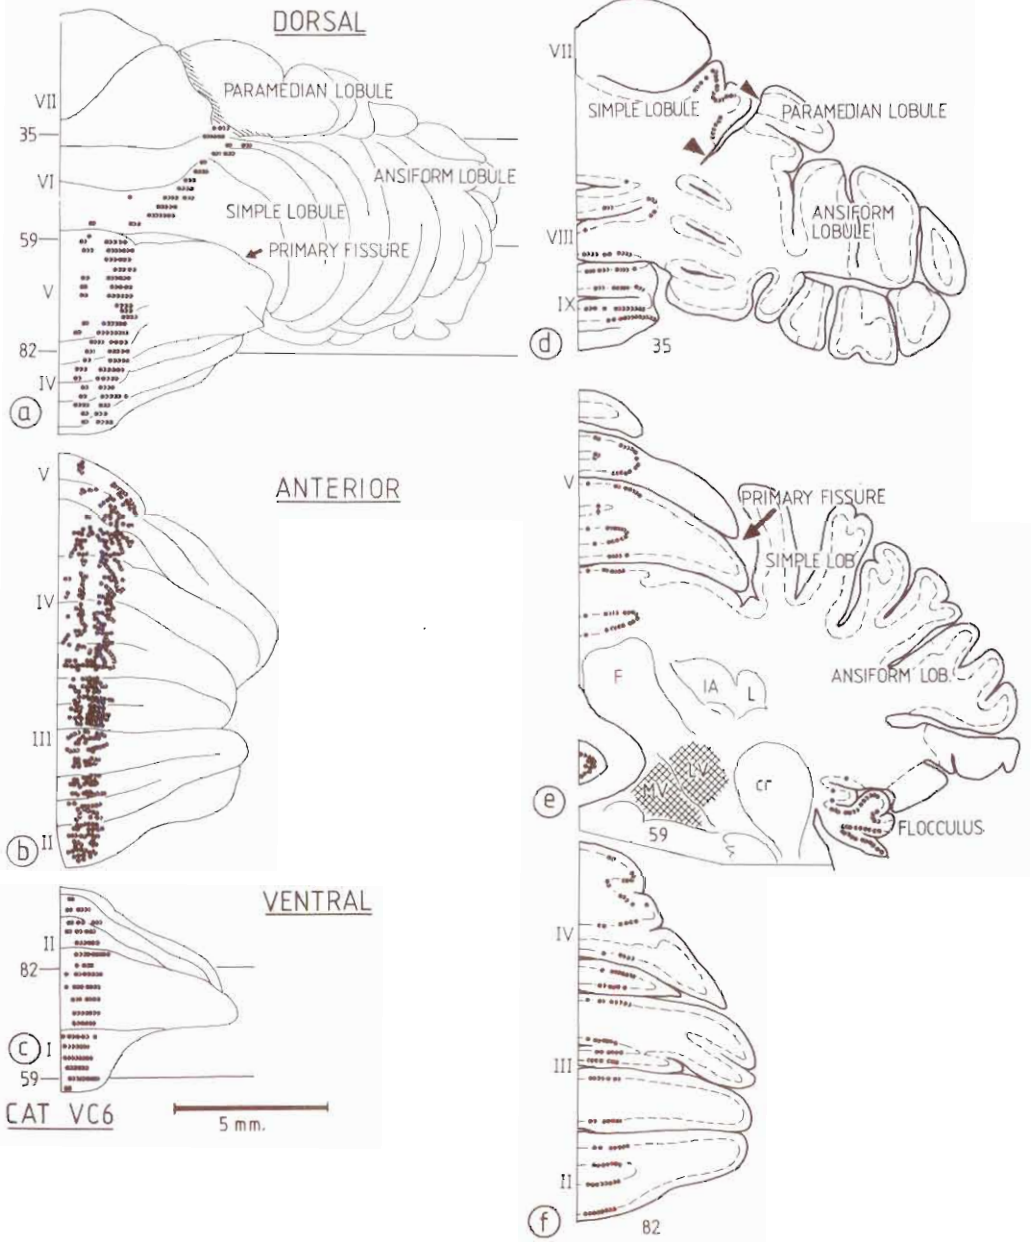 DORSAL
PARAMEDIAN LOBULE
VII
35
ANSIFORM LOBULE
VI
SIMPLE LOBULE
59
PRIMARY FISSURE
V
82
IV
a
V
ANTERIOR
IV
III
b
II
VENTRAL
II
82
c
I
59
CAT VC6
5 mm.
VII
SIMPLE LOBULE
PARAMEDIAN LOBULE
ANSIFORM
LOBULE
VIII
IX
d
35
V
PRIMARY FISSURE
SIMPLE LOB.
ANSIFORM LOB.
F
IA
L
LV
MV
cr
e
59
FLOCCULUS
IV
III
II
f
82